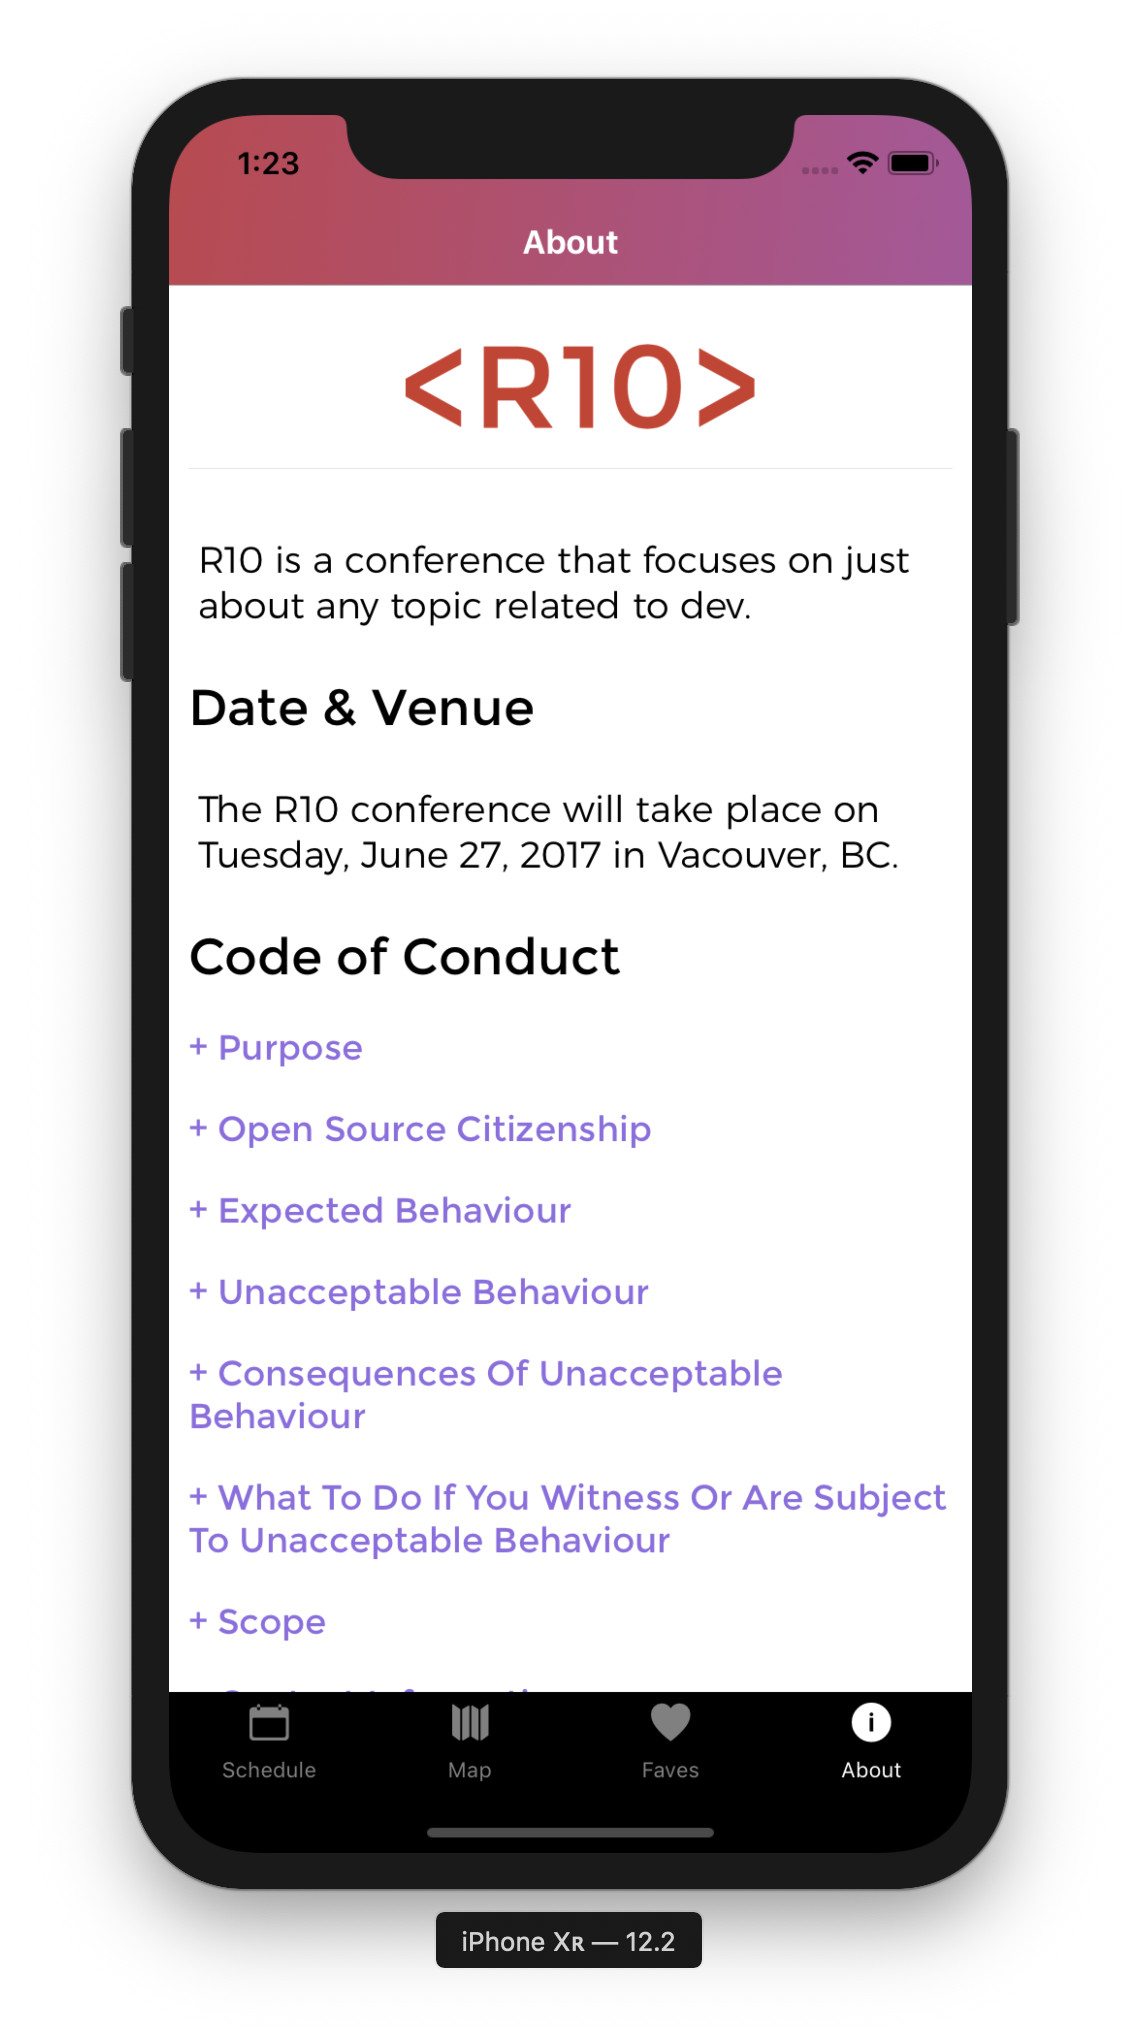 1:23
About
<R10>
R10 is a conference that focuses on just
about any topic related to dev.
Date & Venue
The R10 conference will take place on
Tuesday, June 27, 2017 in Vacouver, BC.
Code of Conduct
+ Purpose
+ Open Source Citizenship
+ Expected Behaviour
+ Unacceptable Behaviour
+ Consequences Of Unacceptable
Behaviour
+ What To Do If You Witness Or Are Subject
To Unacceptable Behaviour
+ Scope
Schedule
Map
Faves
About
iPhone Xʀ — 12.2